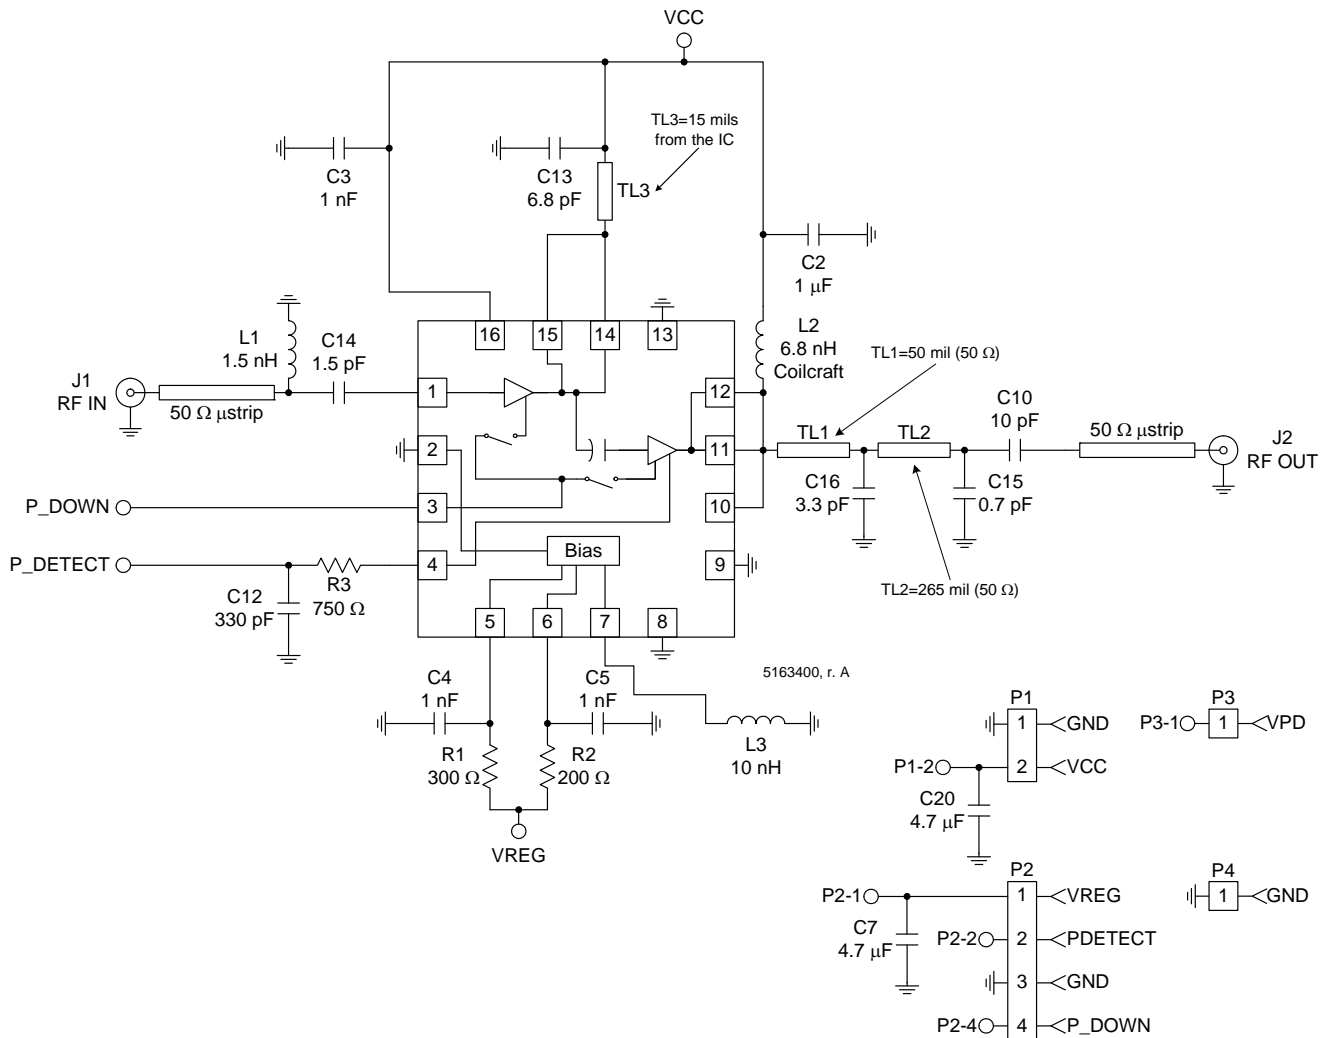 VCC
TL3=15 mils
from the IC
C3
1 nF
C13
6.8 pF
TL3
C2
1 μF
L1
1.5 nH
C14
1.5 pF
16
15
14
13
L2
6.8 nH
Coilcraft
TL1=50 mil (50 Ω)
J1
RF IN
50 Ω μstrip
1
12
C10
10 pF
2
11
TL1
TL2
50 Ω μstrip
J2
RF OUT
C16
3.3 pF
C15
0.7 pF
P_DOWN
3
10
P_DETECT
4
Bias
9
R3
750 Ω
C12
330 pF
TL2=265 mil (50 Ω)
5
6
7
8
5163400, r. A
C4
1 nF
C5
1 nF
R1
300 Ω
R2
200 Ω
L3
10 nH
VREG
P1
1
GND
P1-2
2
VCC
C20
4.7 μF
P3
P3-1
1
VPD
P2
P2-1
1
VREG
C7
4.7 μF
P2-2
2
PDETECT
3
GND
P2-4
4
P_DOWN
P4
1
GND